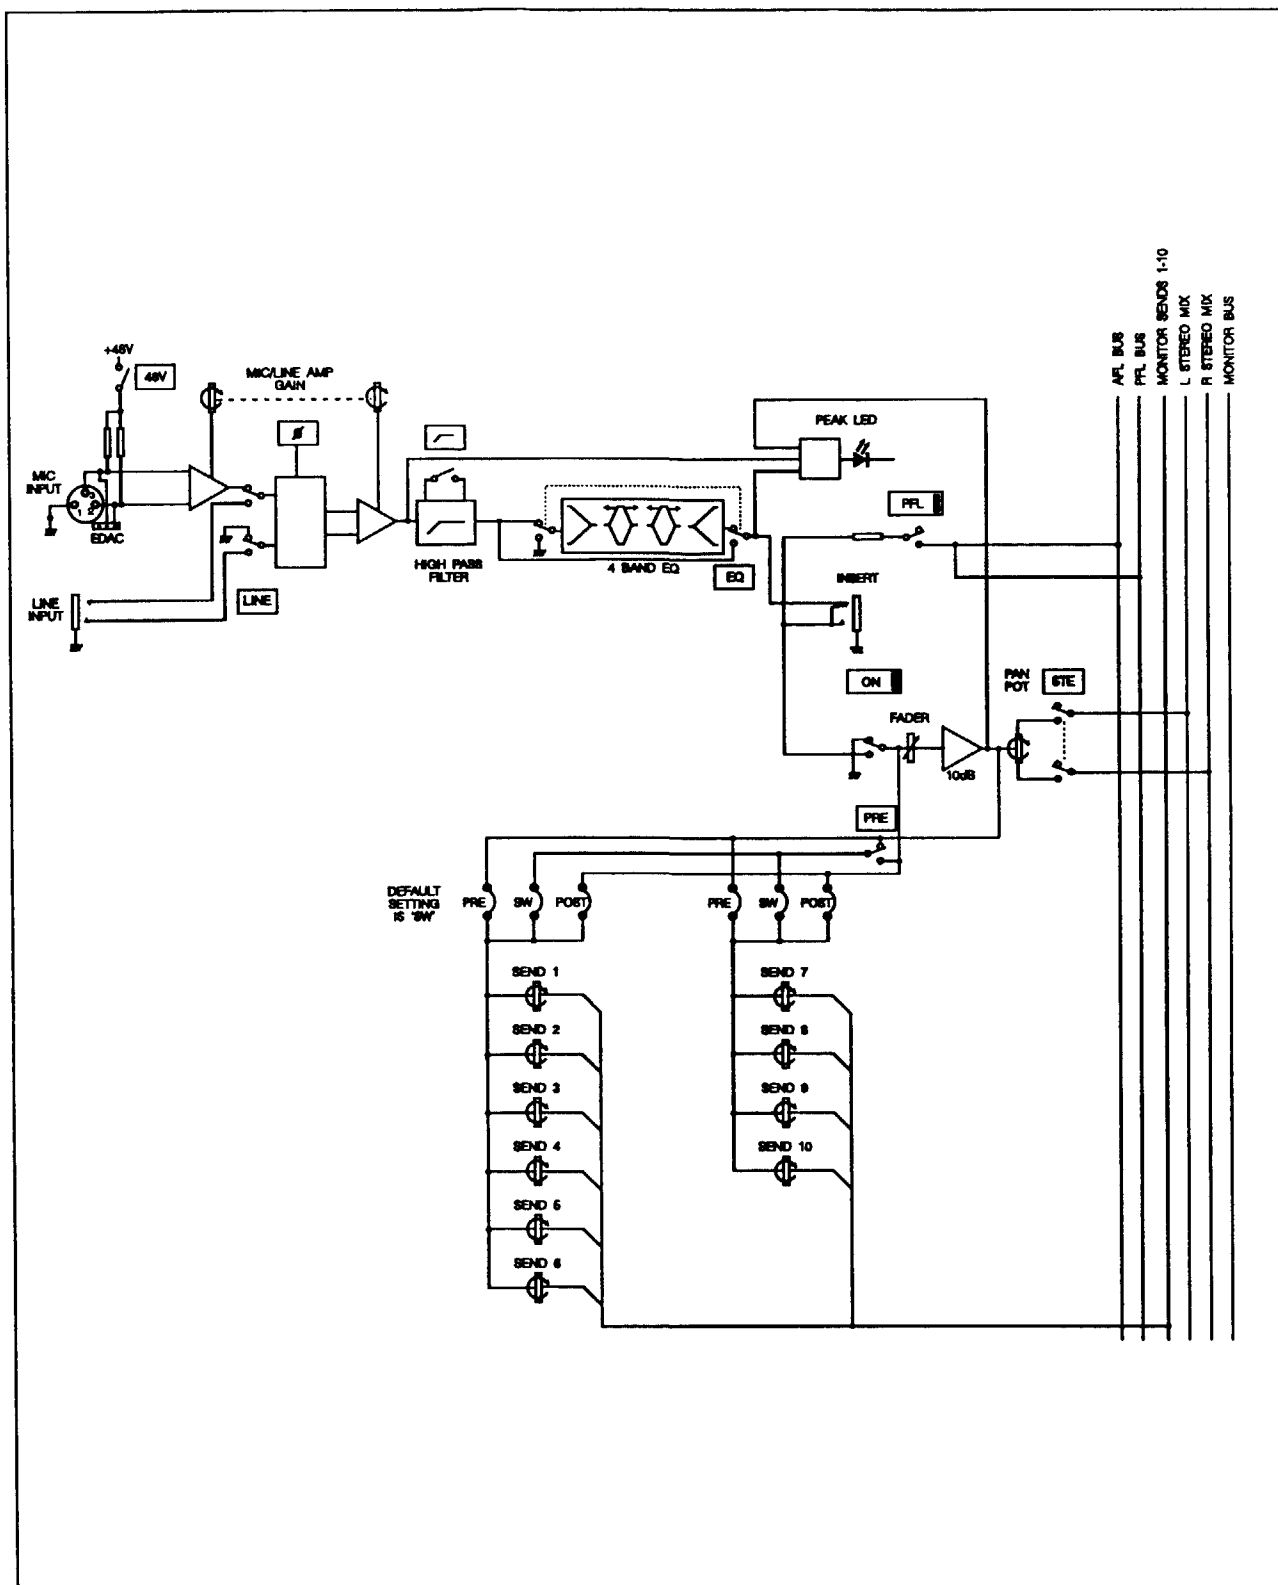 AFL BUS
PFL BUS
MONITOR SENDS 1-10
L STEREO MIX
R STEREO MIX
MONITOR BUS
+48V
48V
MIC/LINE AMP
GAIN
Ø
PEAK LED
MIC
INPUT
1
2
3
EDAC
PFL
HIGH PASS
FILTER
4 BAND EQ
EQ
INSERT
LINE
INPUT
LINE
ON
PAN
POT
STE
FADER
10dB
PRE
DEFAULT
SETTING
IS 'SW'
PRE
SW
POST
PRE
SW
POST
SEND 1
SEND 7
SEND 2
SEND 8
SEND 3
SEND 9
SEND 4
SEND 10
SEND 5
SEND 6